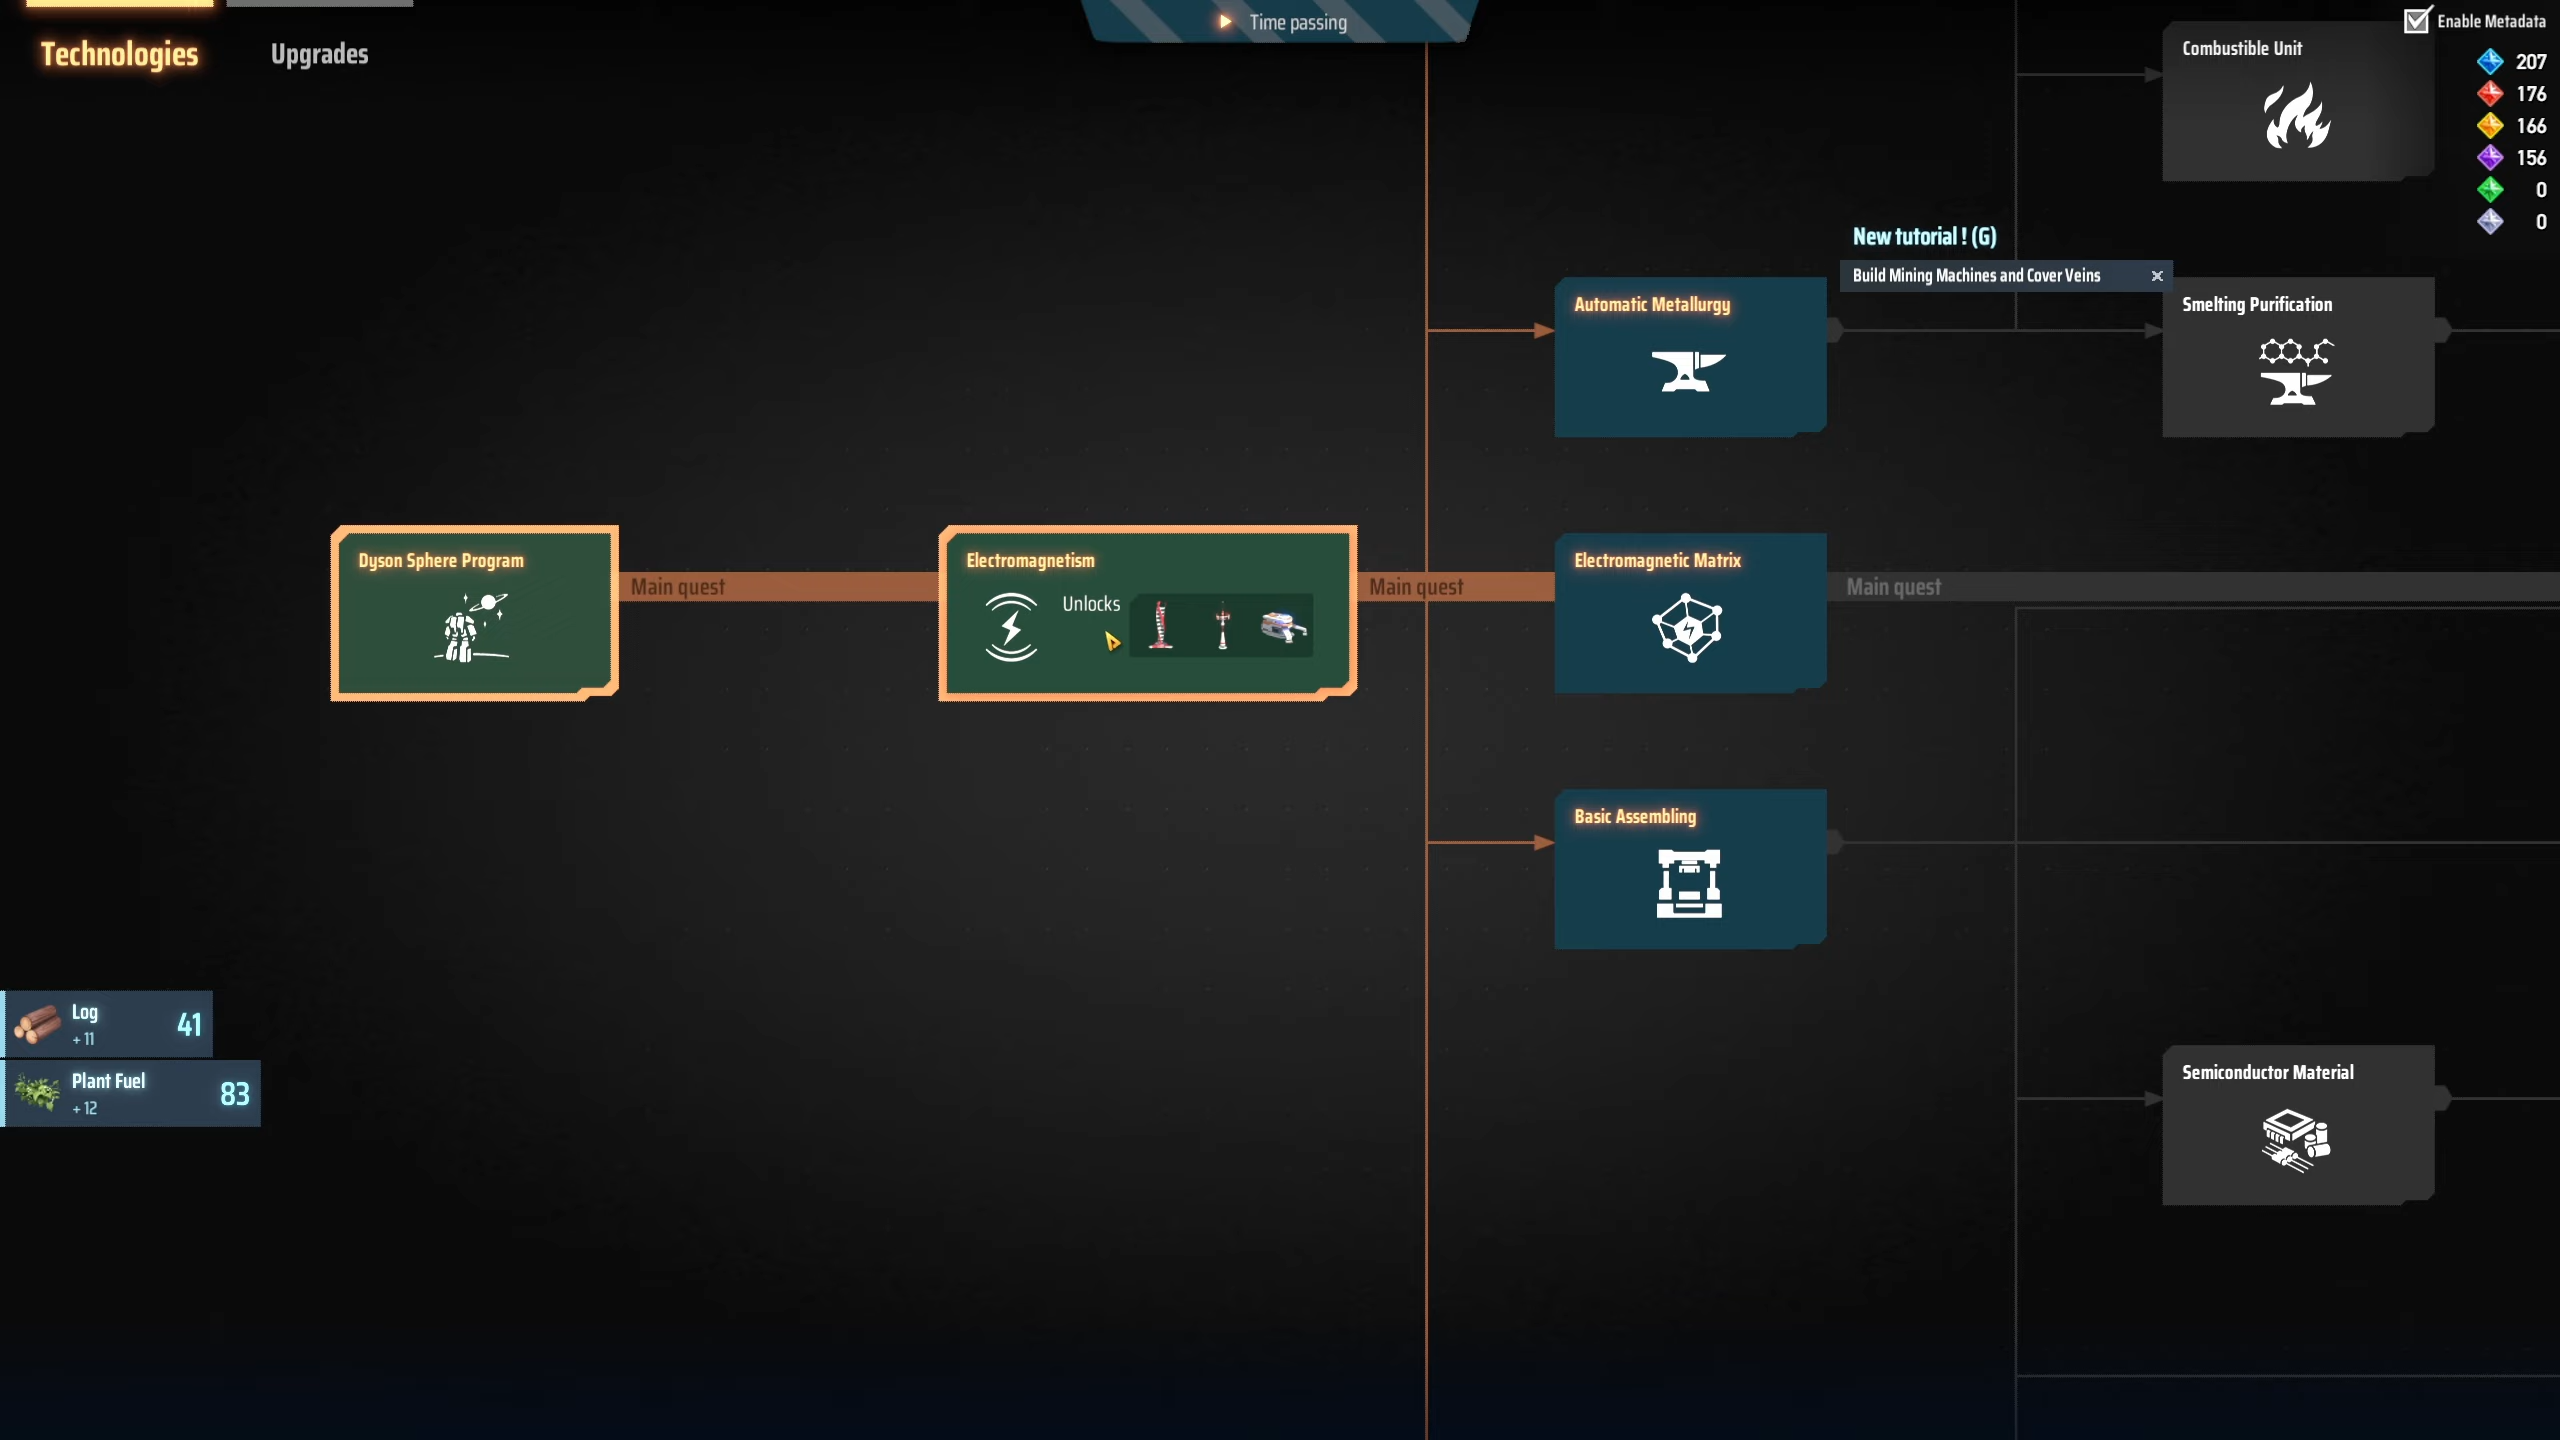 Technologies
Upgrades
Time passing
Enable Metadata
207
176
166
156
0
0
Combustible Unit
New tutorial ! (G)
Build Mining Machines and Cover Veins
Automatic Metallurgy
Smelting Purification
Dyson Sphere Program
Main quest
Electromagnetism
Unlocks
Main quest
Electromagnetic Matrix
Main quest
Basic Assembling
Log
+ 11
41
Plant Fuel
+ 12
83
Semiconductor Material